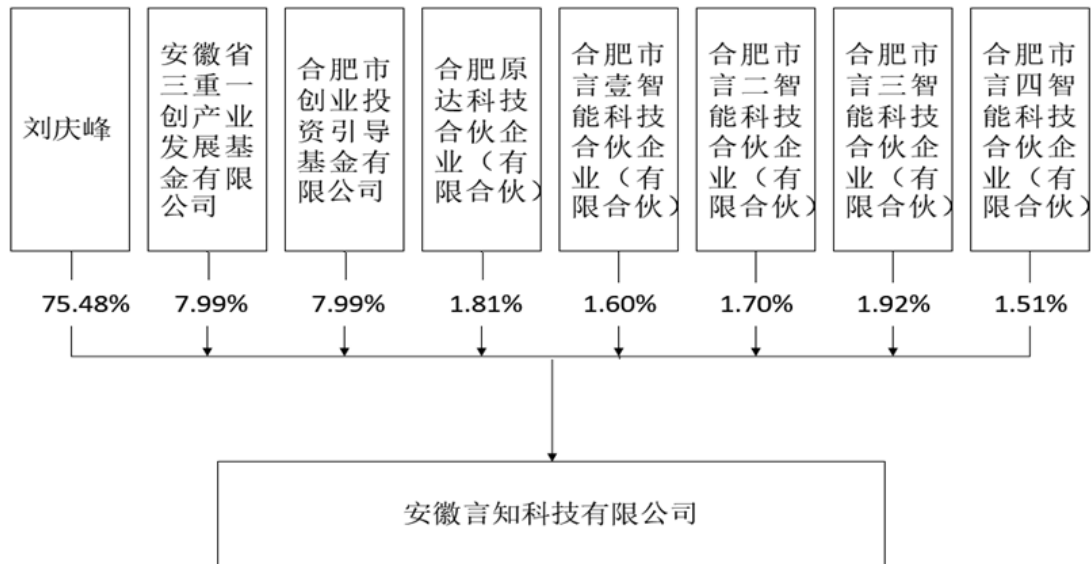 刘庆峰
安徽省
三重一
创产业
发展基
金有限
公司
合肥市
创业投
资引导
基金有
限公司
合肥原
达科技
合伙企
业（有
限合伙）
合肥市
言壹智
能科技
合伙企
业（有
限合伙）
合肥市
言二智
能科技
合伙企
业（有
限合伙）
合肥市
言三智
能科技
合伙企
业（有
限合伙）
合肥市
言四智
能科技
合伙企
业（有
限合伙）
75.48%
7.99%
7.99%
1.81%
1.60%
1.70%
1.92%
1.51%
安徽言知科技有限公司